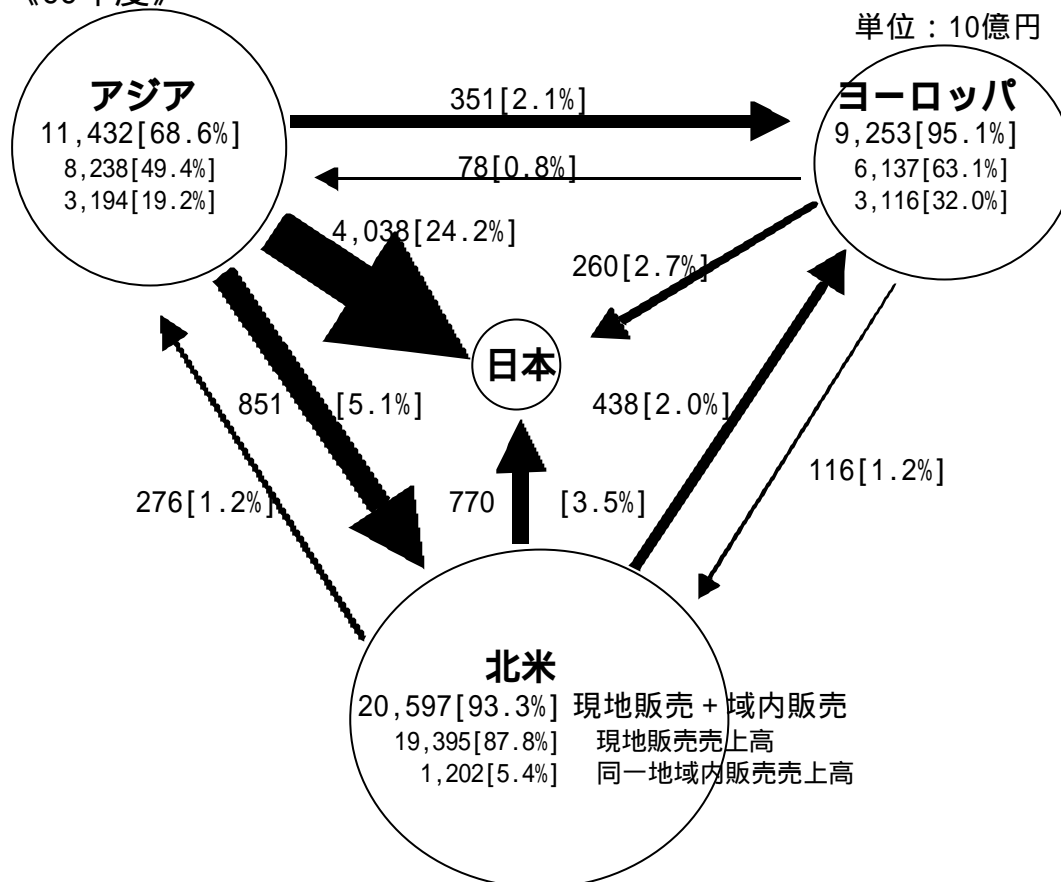 単位：10億円
アジア
11,432[68.6%]
8,238[49.4%]
3,194[19.2%]
351[2.1%]
78[0.8%]
ヨーロッパ
9,253[95.1%]
6,137[63.1%]
3,116[32.0%]
4,038[24.2%]
260[2.7%]
日本
851 [5.1%]
438[2.0%]
116[1.2%]
276[1.2%]
770 [3.5%]
北米
20,597[93.3%] 現地販売＋域内販売
19,395[87.8%] 現地販売売上高
1,202[5.4%] 同一地域内販売売上高